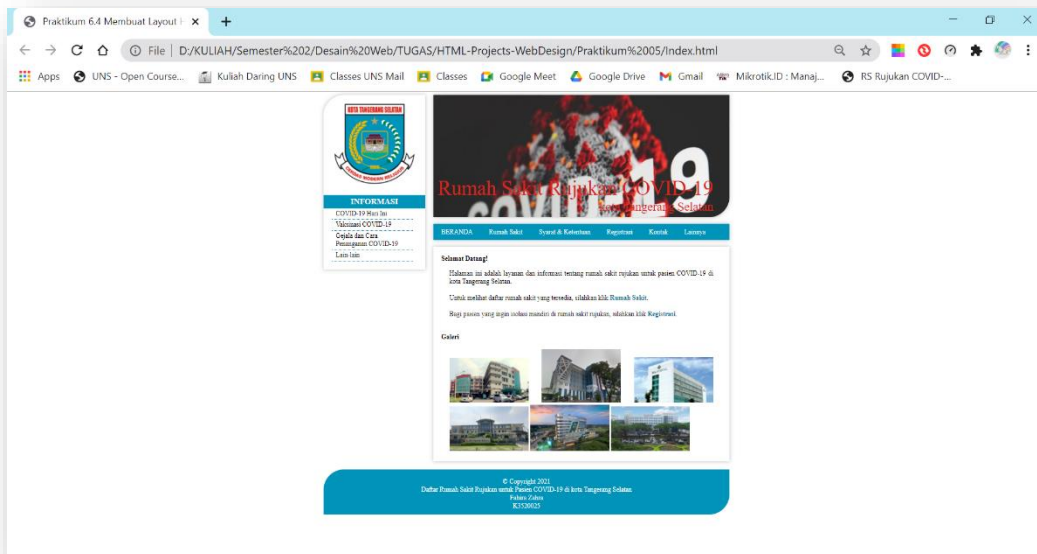 Praktikum 6.4 Membuat Layout
File | D:/KULIAH/Semester%202/Desain%20Web/TUGAS/HTML-Projects-WebDesign/Praktikum%2005/Index.html
Apps UNS - Open Course... Kuliah Daring UNS Classes UNS Mail Classes Google Meet Google Drive Gmail Mikrotik.ID : Manaj... RS Rujukan COVID-...
KOTA TANGERANG SELATAN
CERDAS MODERN RELIGIUS
COVID-19
Rumah Sakit Rujukan COVID-19
Kota Tangerang Selatan
INFORMASI
COVID-19 Hari Ini
Vaksinasi COVID-19
Gejala dan Cara
Penanganan COVID-19
Lain-lain
BERANDA Rumah Sakit Syarat & Ketentuan Registrasi Kontak Lainnya
Selamat Datang!
Halaman ini adalah layanan dan informasi tentang rumah sakit rujukan untuk pasien COVID-19 di
kota Tangerang Selatan.
Untuk melihat daftar rumah sakit yang tersedia, silahkan klik Rumah Sakit.
Bagi pasien yang ingin isolasi mandiri di rumah sakit rujukan, silahkan klik Registrasi.
Galeri
© Copyright 2021
Daftar Rumah Sakit Rujukan untuk Pasien COVID-19 di kota Tangerang Selatan
Zahra
K3520025